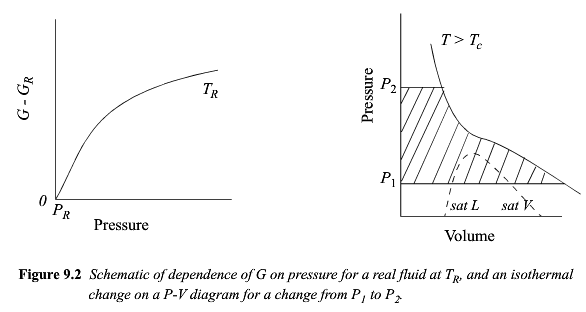 G - G_R
T_R
0
P_R
Pressure
Pressure
T > T_c
P_2
P_1
sat L
sat V
Volume
Figure 9.2 Schematic of dependence of G on pressure for a real fluid at T_R, and an isothermal
change on a P-V diagram for a change from P_1 to P_2.